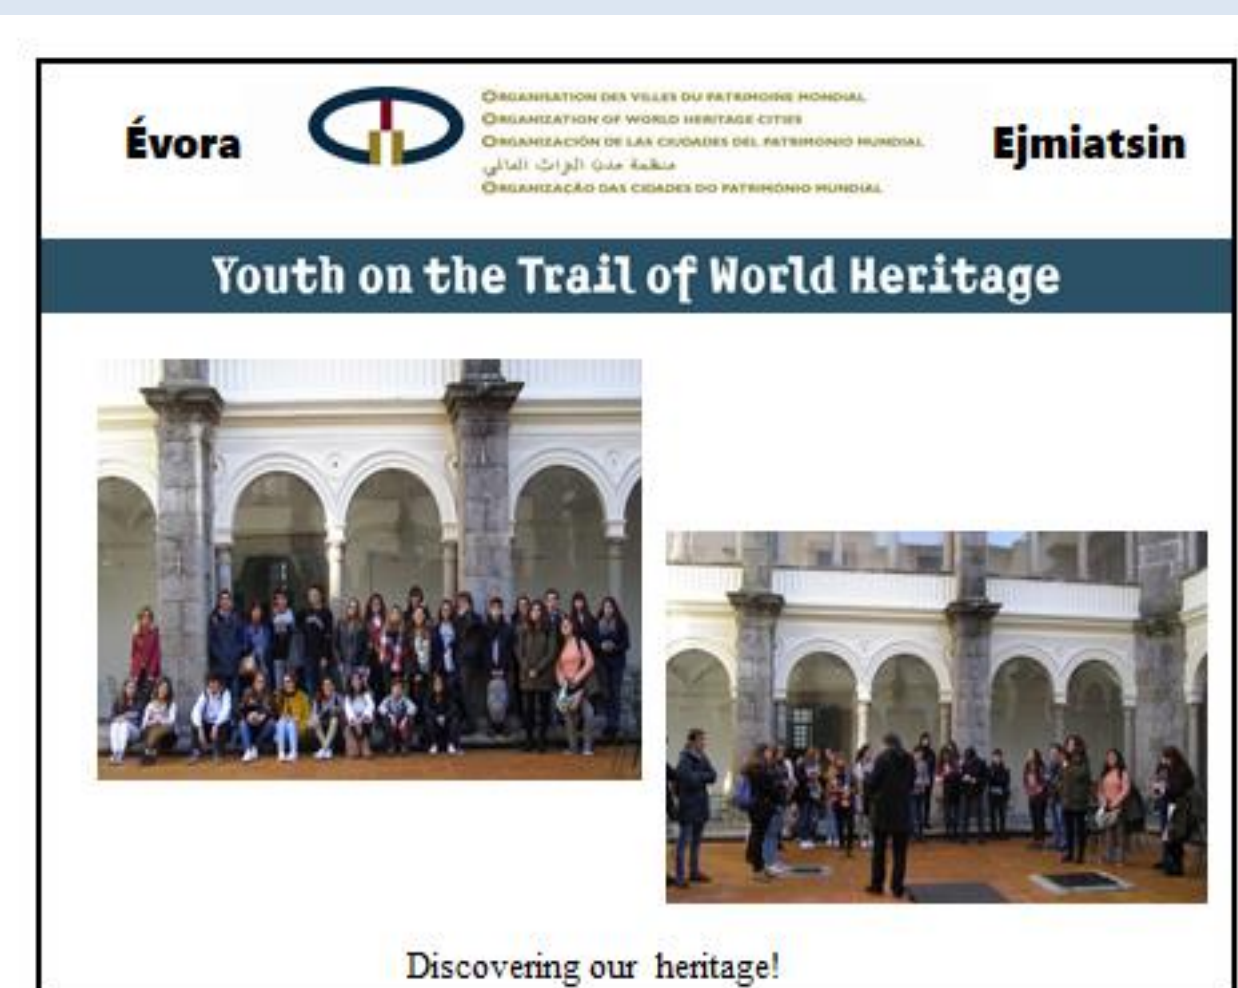 Évora
ORGANISATION DES VILLES DU PATRIMOINE MONDIAL
ORGANIZATION OF WORLD HERITAGE CITIES
ORGANIZACIÓN DE LAS CIUDADES DEL PATRIMONIO MUNDIAL
منظمة مدن التراث العالمي
ORGANIZAÇÃO DAS CIDADES DO PATRIMÓNIO MUNDIAL
Ejmiatsin
Youth on the Trail of World Heritage
Discovering our heritage!